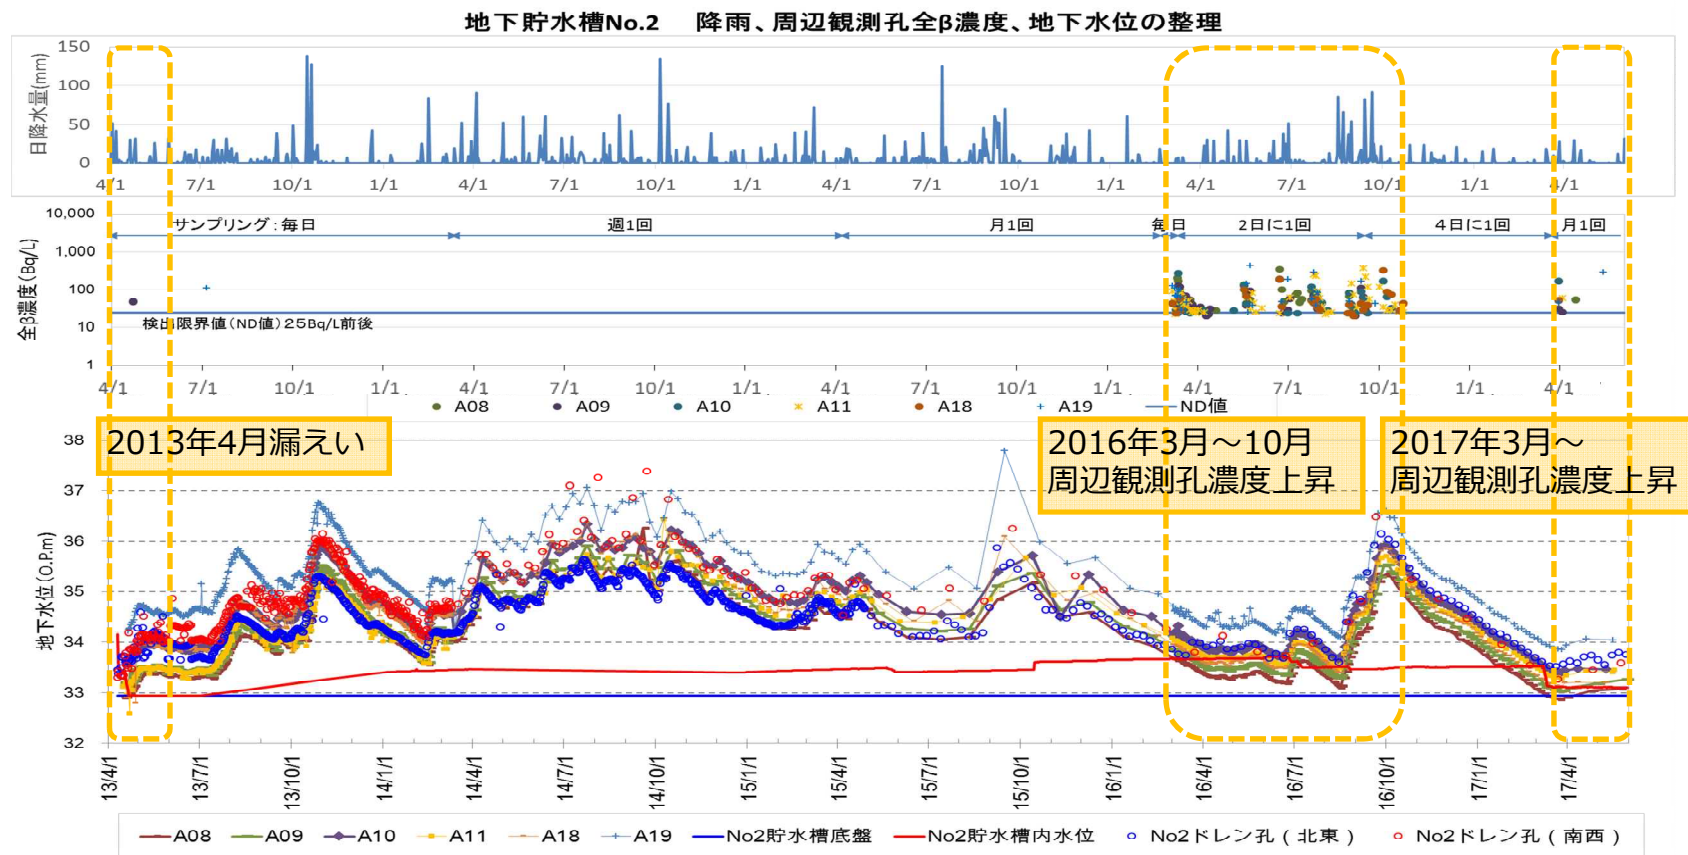 地下貯水槽No.2　降雨、周辺観測孔全β濃度、地下水位の整理
日降水量(mm)
150
100
50
0
4/1 7/1 10/1 1/1 4/1 7/1 10/1 1/1 4/1 7/1 10/1 1/1 4/1 7/1 10/1 1/1 4/1
全β濃度(Bq/L)
10,000
1,000
100
10
1
サンプリング:毎日 週1回 月1回 毎日 2日に1回 4日に1回 月1回
検出限界値(ND値)25Bq/L前後
4/1 7/1 10/1 1/1 4/1 7/1 10/1 1/1 4/1 7/1 10/1 1/1 4/1 7/1 10/1 1/1 4/1
A08 A09 A10 A11 A18 A19 ND値
2013年4月漏えい
2016年3月～10月
周辺観測孔濃度上昇
2017年3月～
周辺観測孔濃度上昇
地下水位(O.P.m)
38
37
36
35
34
33
32
13/4/1 13/7/1 13/10/1 14/1/1 14/4/1 14/7/1 14/10/1 15/1/1 15/4/1 15/7/1 15/10/1 16/1/1 16/4/1 16/7/1 16/10/1 17/1/1 17/4/1
A08 A09 A10 A11 A18 A19 No2貯水槽底盤 No2貯水槽内水位 No2ドレン孔(北東) No2ドレン孔(南西)